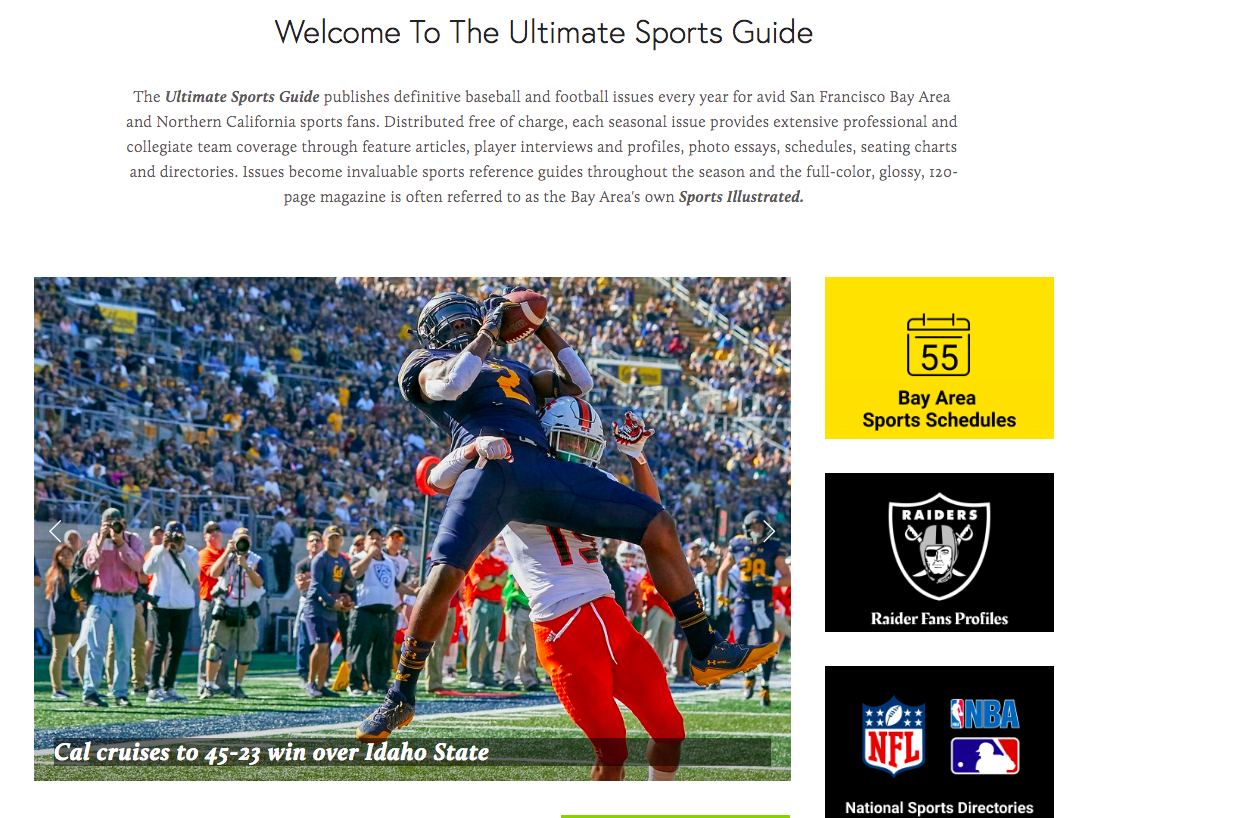 Welcome To The Ultimate Sports Guide
The Ultimate Sports Guide publishes definitive baseball and football issues every year for avid San Francisco Bay Area
and Northern California sports fans. Distributed free of charge, each seasonal issue provides extensive professional and
collegiate team coverage through feature articles, player interviews and profiles, photo essays, schedules, seating charts
and directories. Issues become invaluable sports reference guides throughout the season and the full-color, glossy, 120-
page magazine is often referred to as the Bay Area's own Sports Illustrated.
2
15
28
Cal
Cal cruises to 45-23 win over Idaho State
55
Bay Area
Sports Schedules
RAIDERS
Raider Fans Profiles
NFL
NBA
National Sports Directories